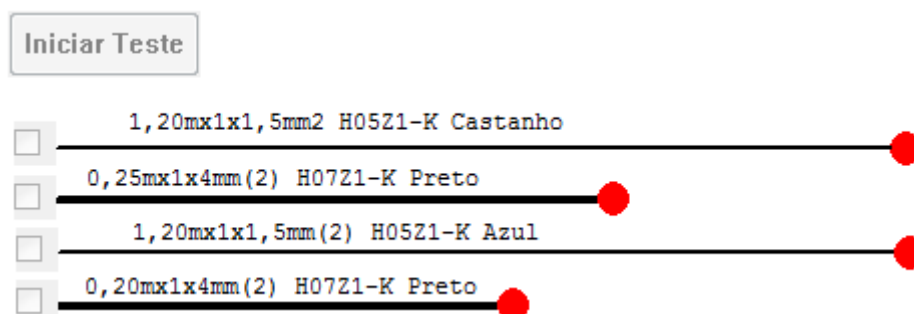 Iniciar Teste
1,20mx1x1,5mm2 H05Z1-K Castanho
0,25mx1x4mm(2) H07Z1-K Preto
1,20mx1x1,5mm(2) H05Z1-K Azul
0,20mx1x4mm(2) H07Z1-K Preto